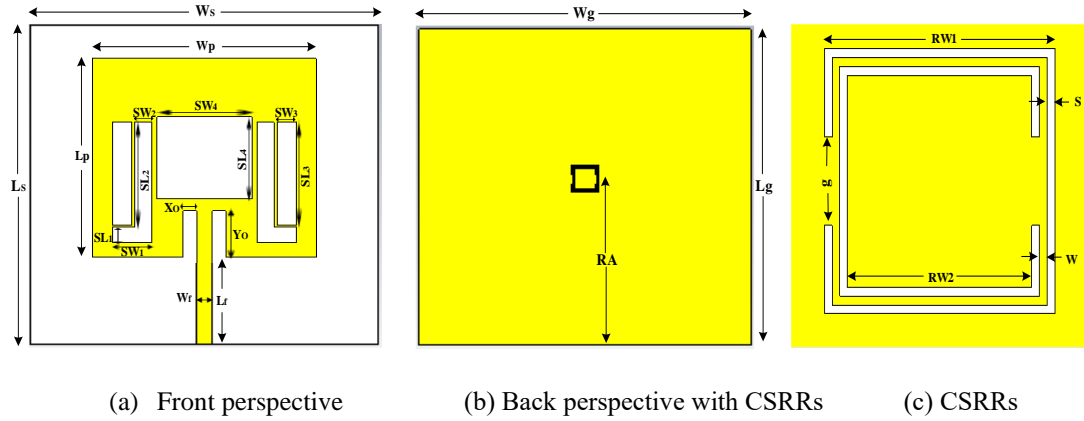 Ws
Wp
SW4
SW2
SW3
Lp
SL2
SL4
SL3
Ls
XO
YO
SL1
SW1
Wf
Lf
Wg
Lg
RA
RW1
S
g
W
RW2
(a) Front perspective
(b) Back perspective with CSRRs
(c) CSRRs